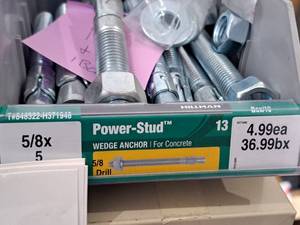 T#848322-H371946
HILLMAN
5/8x
5
Power-Stud™
13
WEDGE ANCHOR | For Concrete
5/8
Drill
4.99ea
36.99bx